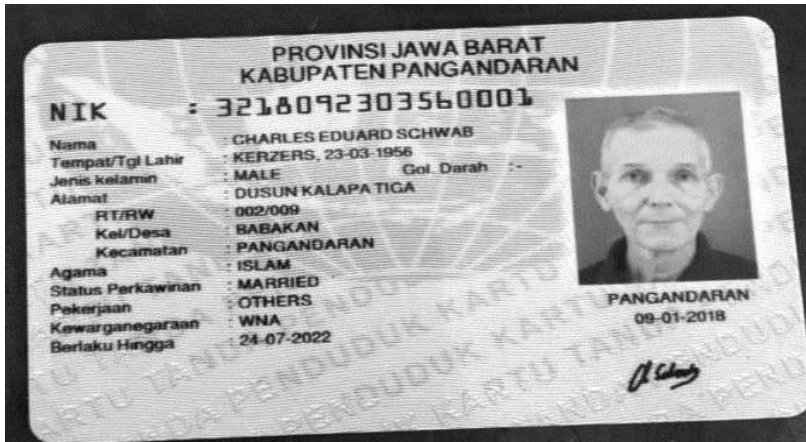 PROVINSI JAWA BARAT
KABUPATEN PANGANDARAN
NIK : 3218092303560001
Nama : CHARLES EDUARD SCHWAB
Tempat/Tgl Lahir : KERZERS, 23-03-1956
Jenis kelamin : MALE Gol. Darah :-
Alamat : DUSUN KALAPA TIGA
RT/RW : 002/009
Kel/Desa : BABAKAN
Kecamatan : PANGANDARAN
Agama : ISLAM
Status Perkawinan : MARRIED
Pekerjaan : OTHERS
Kewarganegaraan : WNA
Berlaku Hingga : 24-07-2022
PANGANDARAN
09-01-2018